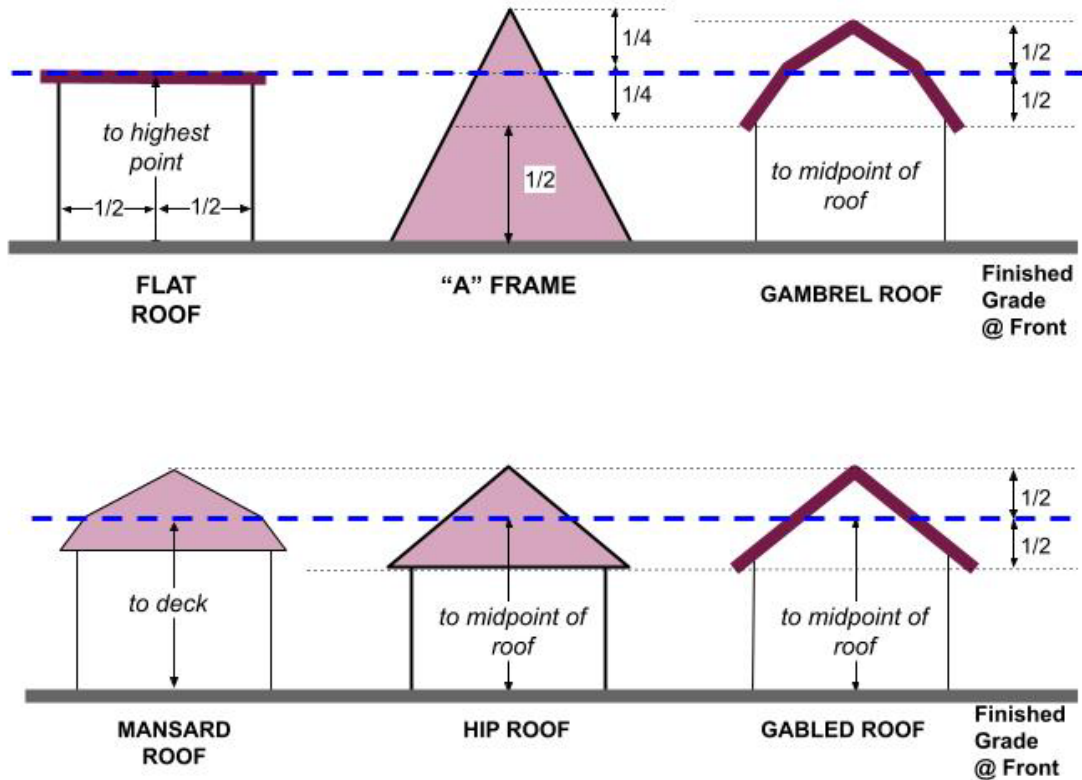 1/4
1/2
1/4
1/2
to highest
point
1/2
to midpoint of
roof
1/2
1/2
FLAT
ROOF
“A” FRAME
GAMBREL ROOF
Finished
Grade
@ Front
1/2
1/2
to deck
to midpoint of
roof
to midpoint of
roof
MANSARD
ROOF
HIP ROOF
GABLED ROOF
Finished
Grade
@ Front